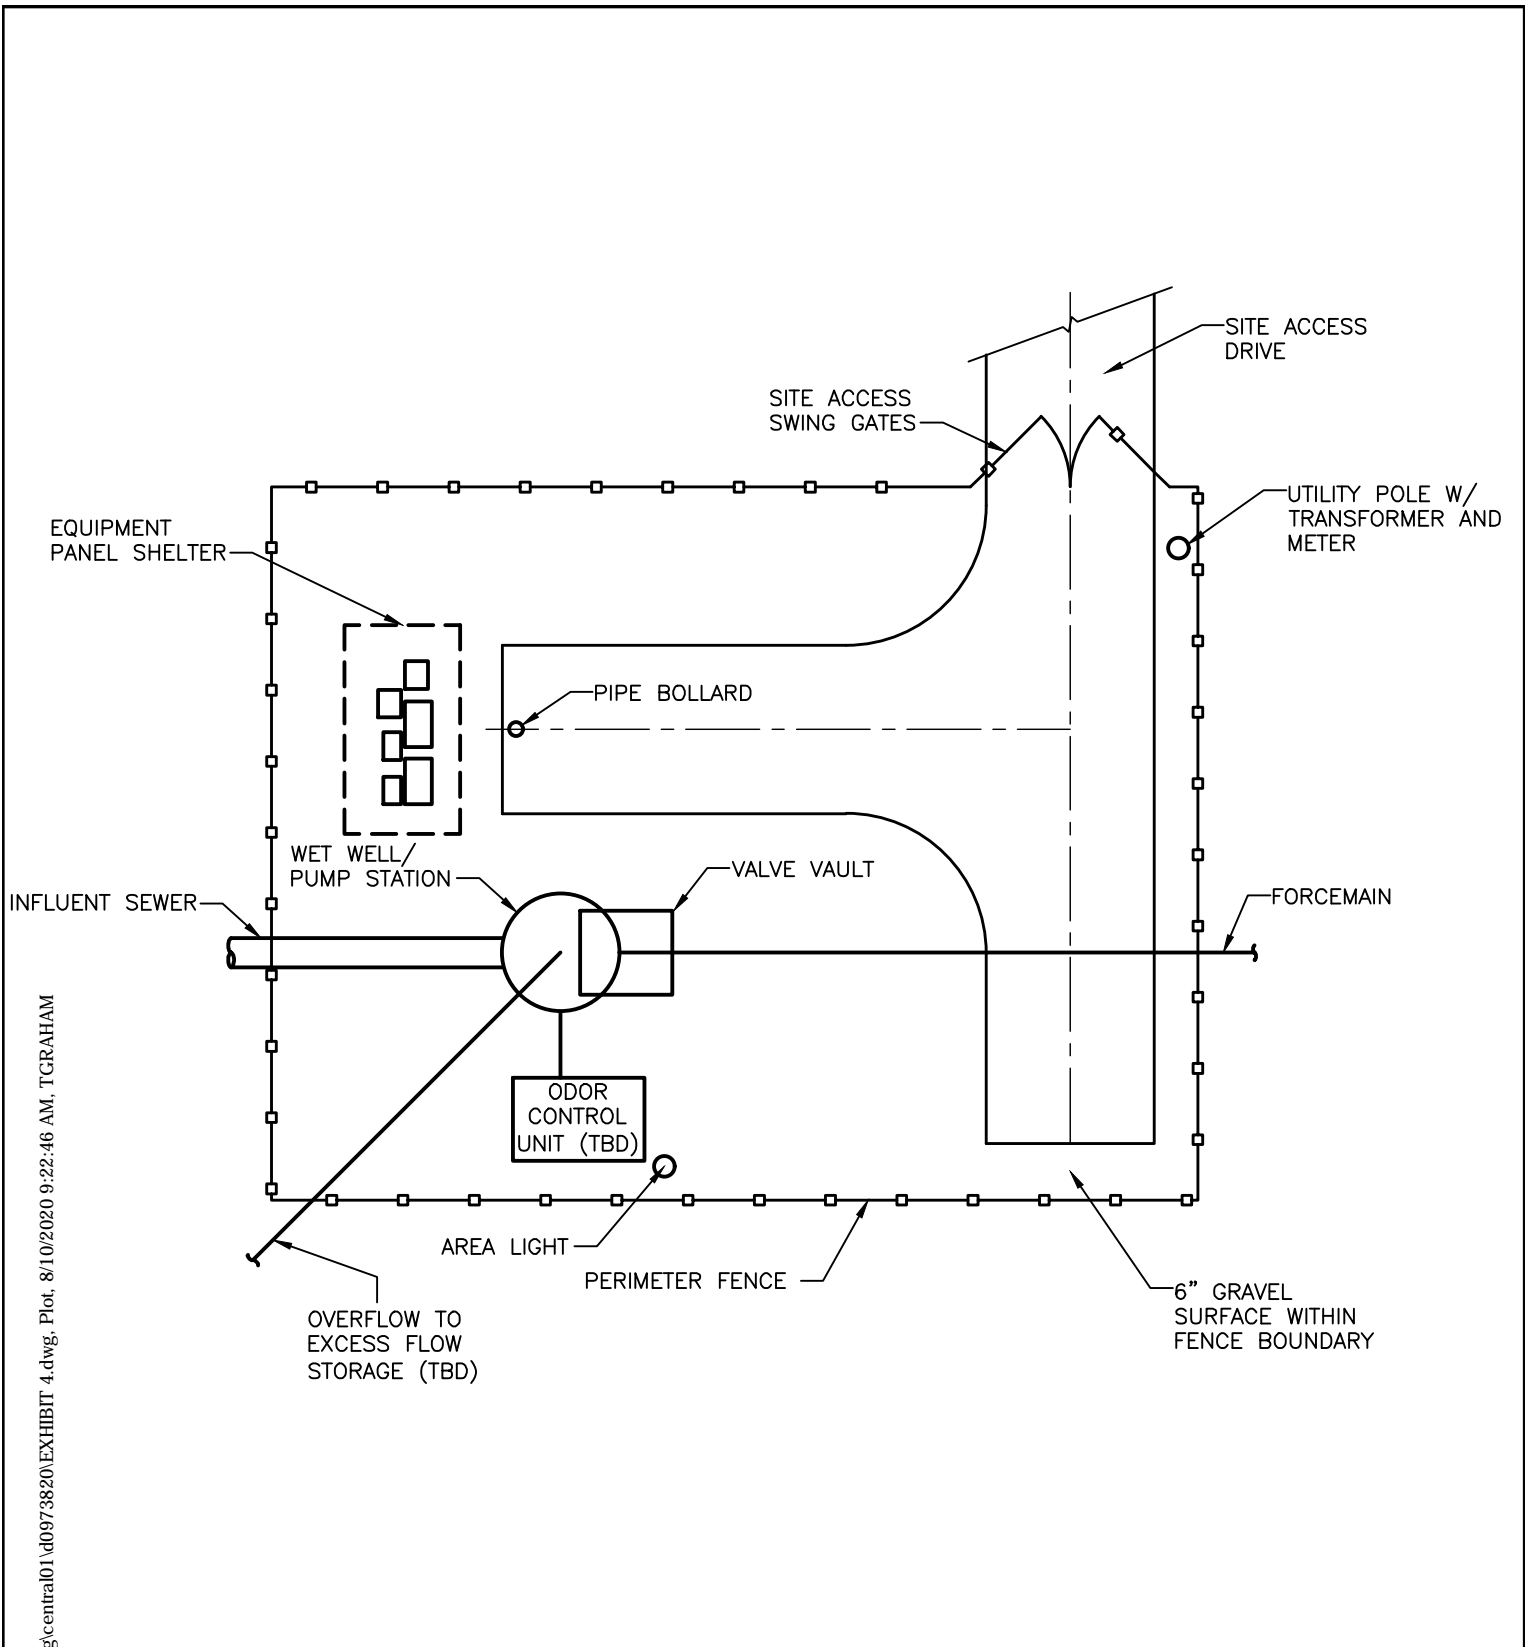 SITE ACCESS
DRIVE
SITE ACCESS
SWING GATES
UTILITY POLE W/
TRANSFORMER AND
METER
EQUIPMENT
PANEL SHELTER
PIPE BOLLARD
WET WELL/
PUMP STATION
VALVE VAULT
INFLUENT SEWER
FORCEMAIN
ODOR
CONTROL
UNIT (TBD)
AREA LIGHT
PERIMETER FENCE
6” GRAVEL
SURFACE WITHIN
FENCE BOUNDARY
OVERFLOW TO
EXCESS FLOW
STORAGE (TBD)
g\central01\d0973820\EXHIBIT 4.dwg, Plot, 8/10/2020 9:22:46 AM, TGRAHAM